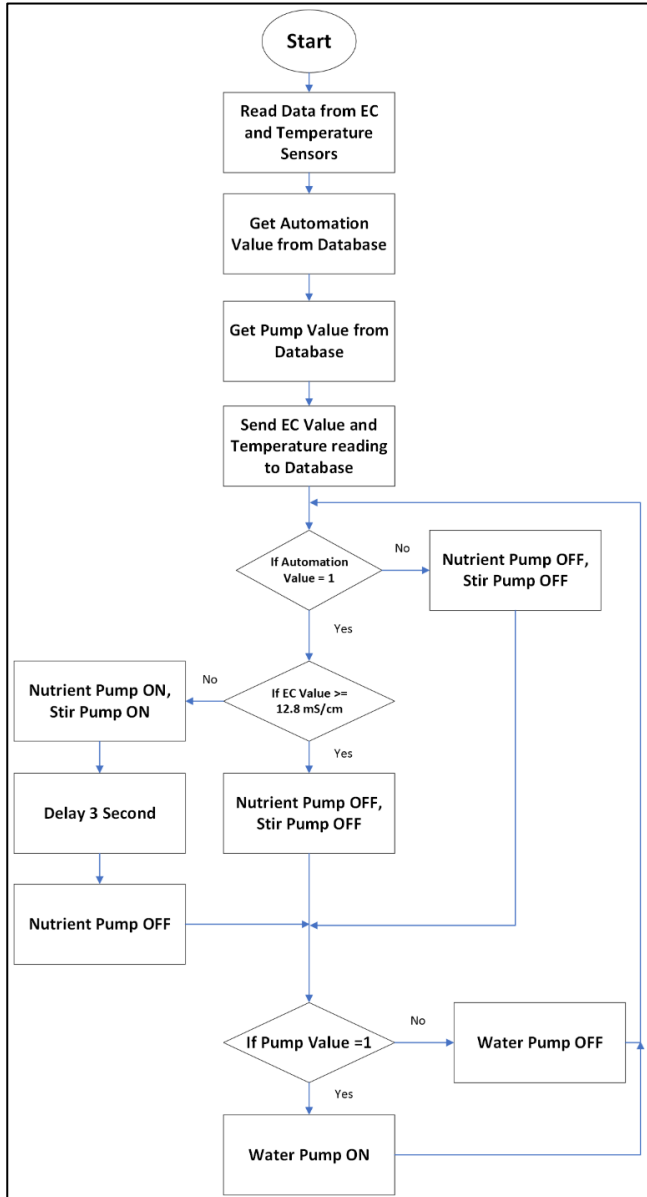 Start
Read Data from EC
and Temperature
Sensors
Get Automation
Value from Database
Get Pump Value from
Database
Send EC Value and
Temperature reading
to Database
If Automation
Value = 1
No
Nutrient Pump OFF,
Stir Pump OFF
Yes
If EC Value >=
12.8 mS/cm
No
Nutrient Pump ON,
Stir Pump ON
Delay 3 Second
Nutrient Pump OFF
Yes
Nutrient Pump OFF,
Stir Pump OFF
If Pump Value =1
No
Water Pump OFF
Yes
Water Pump ON